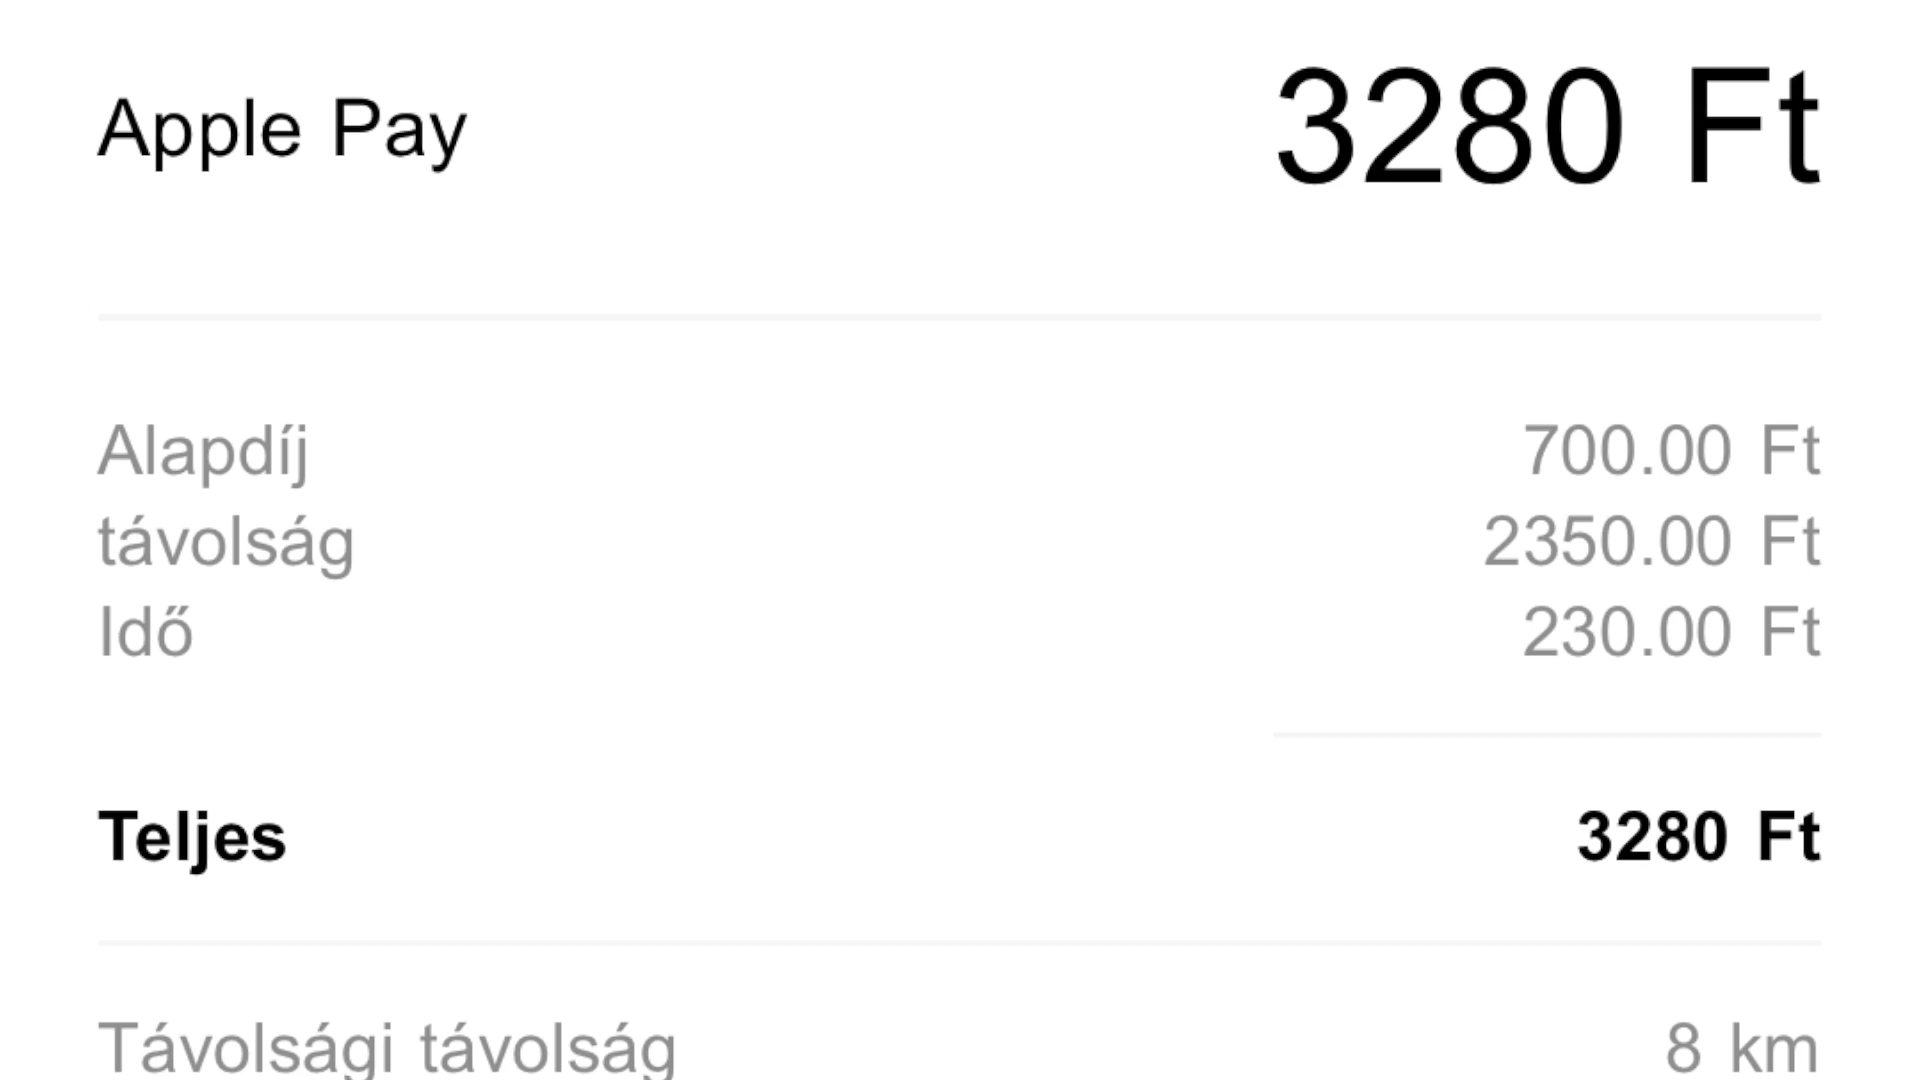 Apple Pay 3280 Ft
Alapdíj 700.00 Ft
távolság 2350.00 Ft
Idő 230.00 Ft
Teljes 3280 Ft
Távolsági távolság 8 km